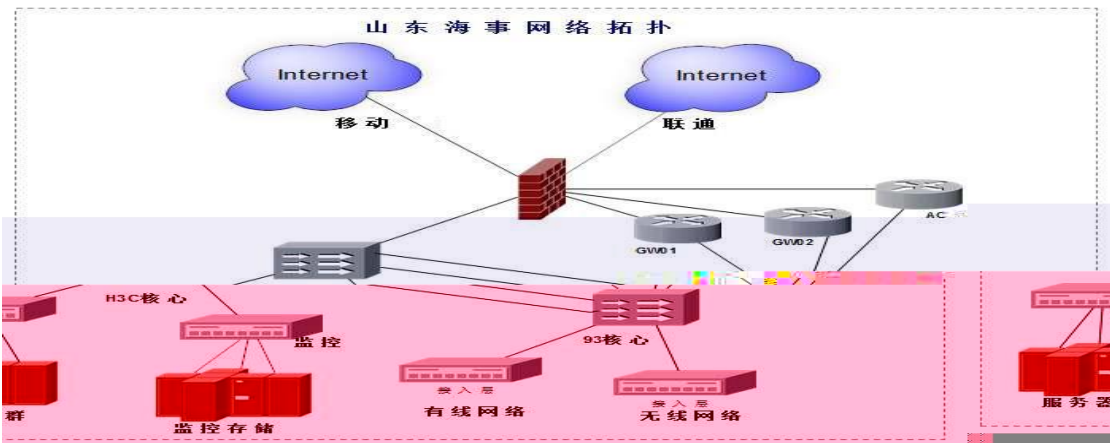 山东海事网络拓扑
Internet
Internet
移动
联通
AC
GW01
GW02
H3C核心
监控
93核心
接入层
有线网络
接入层
无线网络
群
监控存储
服务器